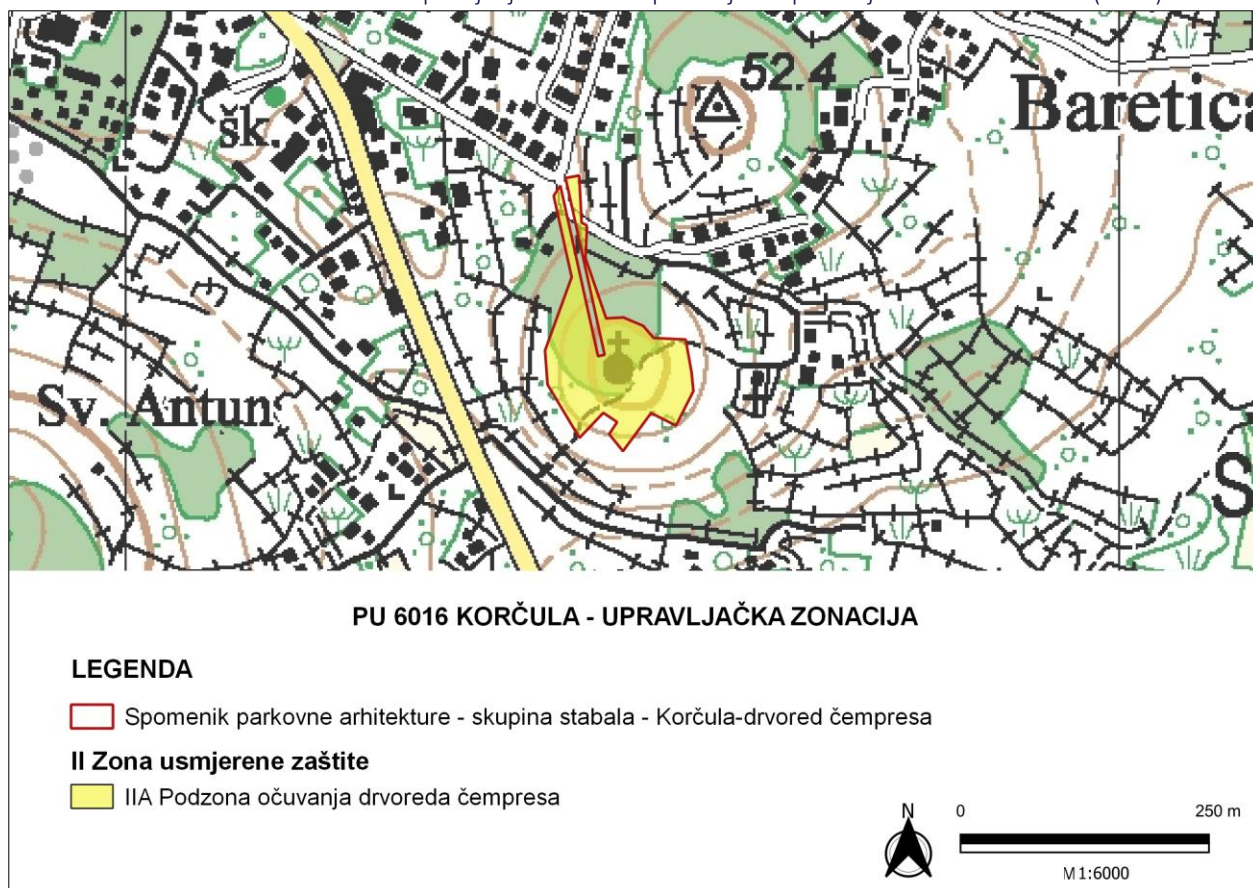 52.4
Baretica
šk.
Sv. Antun
S
PU 6016 KORČULA - UPRAVLJAČKA ZONACIJA
LEGENDA
Spomenik parkovne arhitekture - skupina stabala - Korčula-drvored čempresa
II Zona usmjerene zaštite
IIA Podzona očuvanja drvoreda čempresa
N
0
250 m
M 1:6000